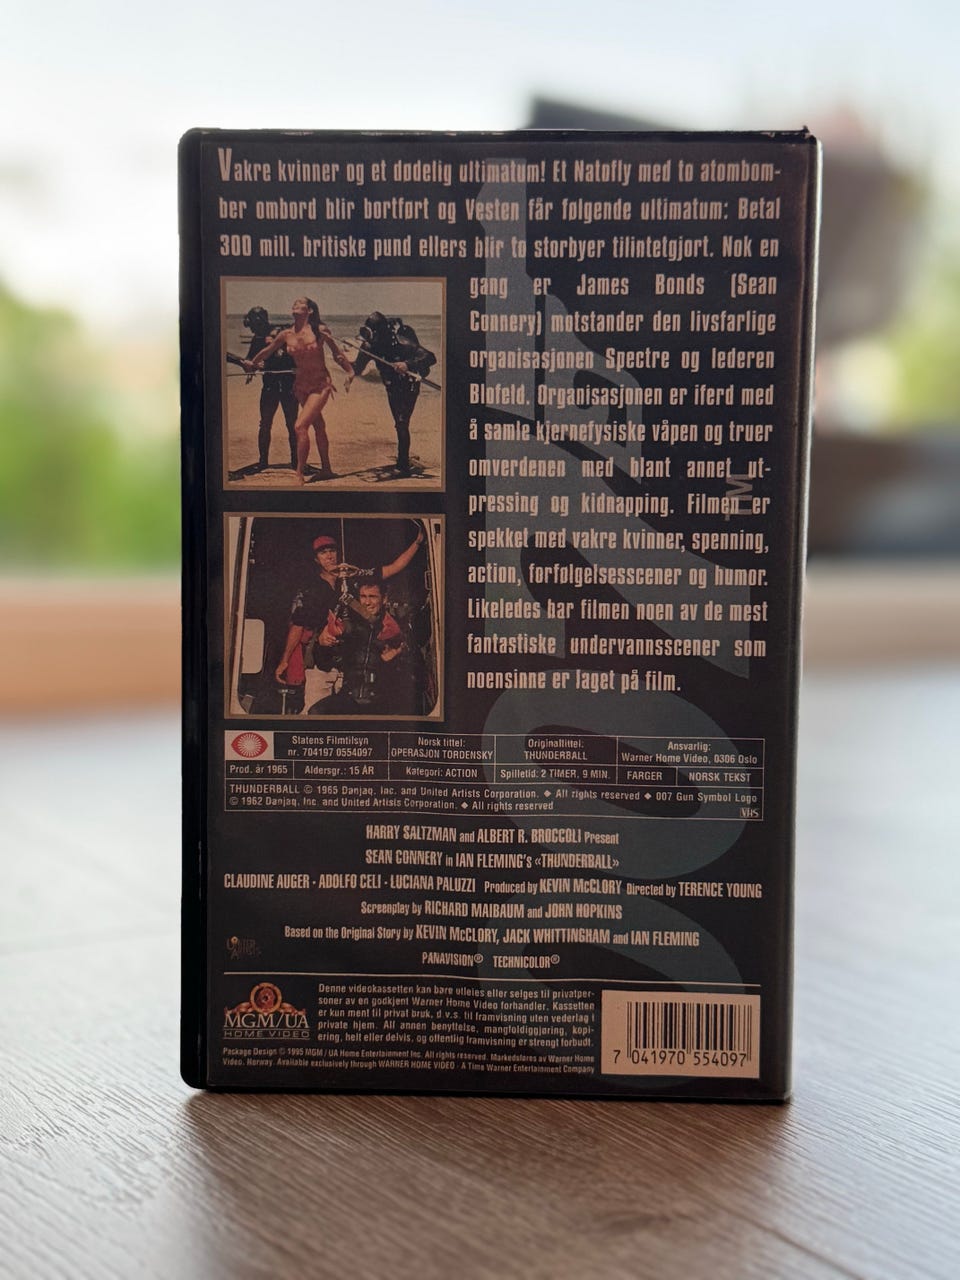 Vakre kvinner og et dødelig ultimatum! Et Natofly med to atombom-
ber ombord blir bortført og Vesten får følgende ultimatum: Betal
300 mill. britiske pund ellers blir to storbyer tilintetgjort. Nok en
gang er James Bonds (Sean
Connery) motstander den livsfarlige
organisasjonen Spectre og lederen
Blofeld. Organisasjonen er iferd med
å samle kjernefysiske våpen og truer
omverdenen med blant annet ut-
pressing og kidnapping. Filmen er
spekket med vakre kvinner, spenning,
action, forfølgelsesscener og humor.
Likeledes har filmen noen av de mest
fantastiske undervannsscener som
noensinne er laget på film.
007
TM
Statens Filmtilsyn
nr. 704197 0554097
Norsk tittel:
OPERASJON TORDENSKY
Originaltittel:
THUNDERBALL
Ansvarlig:
Warner Home Video, 0306 Oslo
Prod. år 1965 Aldersgr.: 15 ÅR Kategori: ACTION Spilletid: 2 TIMER, 9 MIN. FARGER NORSK TEKST
THUNDERBALL © 1965 Danjaq, Inc. and United Artists Corporation. ◆ All rights reserved ◆ 007 Gun Symbol Logo
© 1962 Danjaq, Inc. and United Artists Corporation. ◆ All rights reserved
VHS
HARRY SALTZMAN and ALBERT R. BROCCOLI Present
SEAN CONNERY in IAN FLEMING'S «THUNDERBALL»
CLAUDINE AUGER · ADOLFO CELI · LUCIANA PALUZZI Produced by KEVIN McCLORY Directed by TERENCE YOUNG
Screenplay by RICHARD MAIBAUM and JOHN HOPKINS
Based on the Original Story by KEVIN McCLORY, JACK WHITTINGHAM and IAN FLEMING
PANAVISION® TECHNICOLOR®
United
Artists
MGM/UA
HOME VIDEO
Denne videokassetten kan bare utleies eller selges til privatper-
soner av en godkjent Warner Home Video forhandler. Kassetten
er kun ment til privat bruk, d.v.s. til framvisning uten vederlag i
private hjem. All annen benyttelse, mangfoldiggjøring, kopi-
ering, helt eller delvis, og offentlig framvisning er strengt forbudt.
Package Design © 1995 MGM / UA Home Entertainment Inc. All rights reserved. Markedsføres av Warner Home
Video, Norway. Available exclusively through WARNER HOME VIDEO · A Time Warner Entertainment Company
7 041970 554097